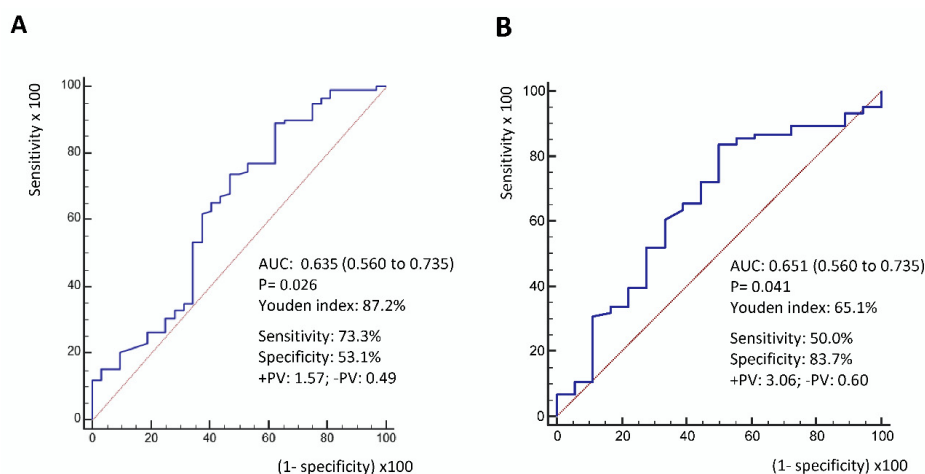 A
Sensitivity x 100
100
80
60
40
20
0
0
20
40
60
80
100
(1- specificity) x100
AUC: 0.635 (0.560 to 0.735)
P= 0.026
Youden index: 87.2%
Sensitivity: 73.3%
Specificity: 53.1%
+PV: 1.57; -PV: 0.49
B
Sensitivity x 100
100
80
60
40
20
0
0
20
40
60
80
100
(1- specificity) x100
AUC: 0.651 (0.560 to 0.735)
P= 0.041
Youden index: 65.1%
Sensitivity: 50.0%
Specificity: 83.7%
+PV: 3.06; -PV: 0.60